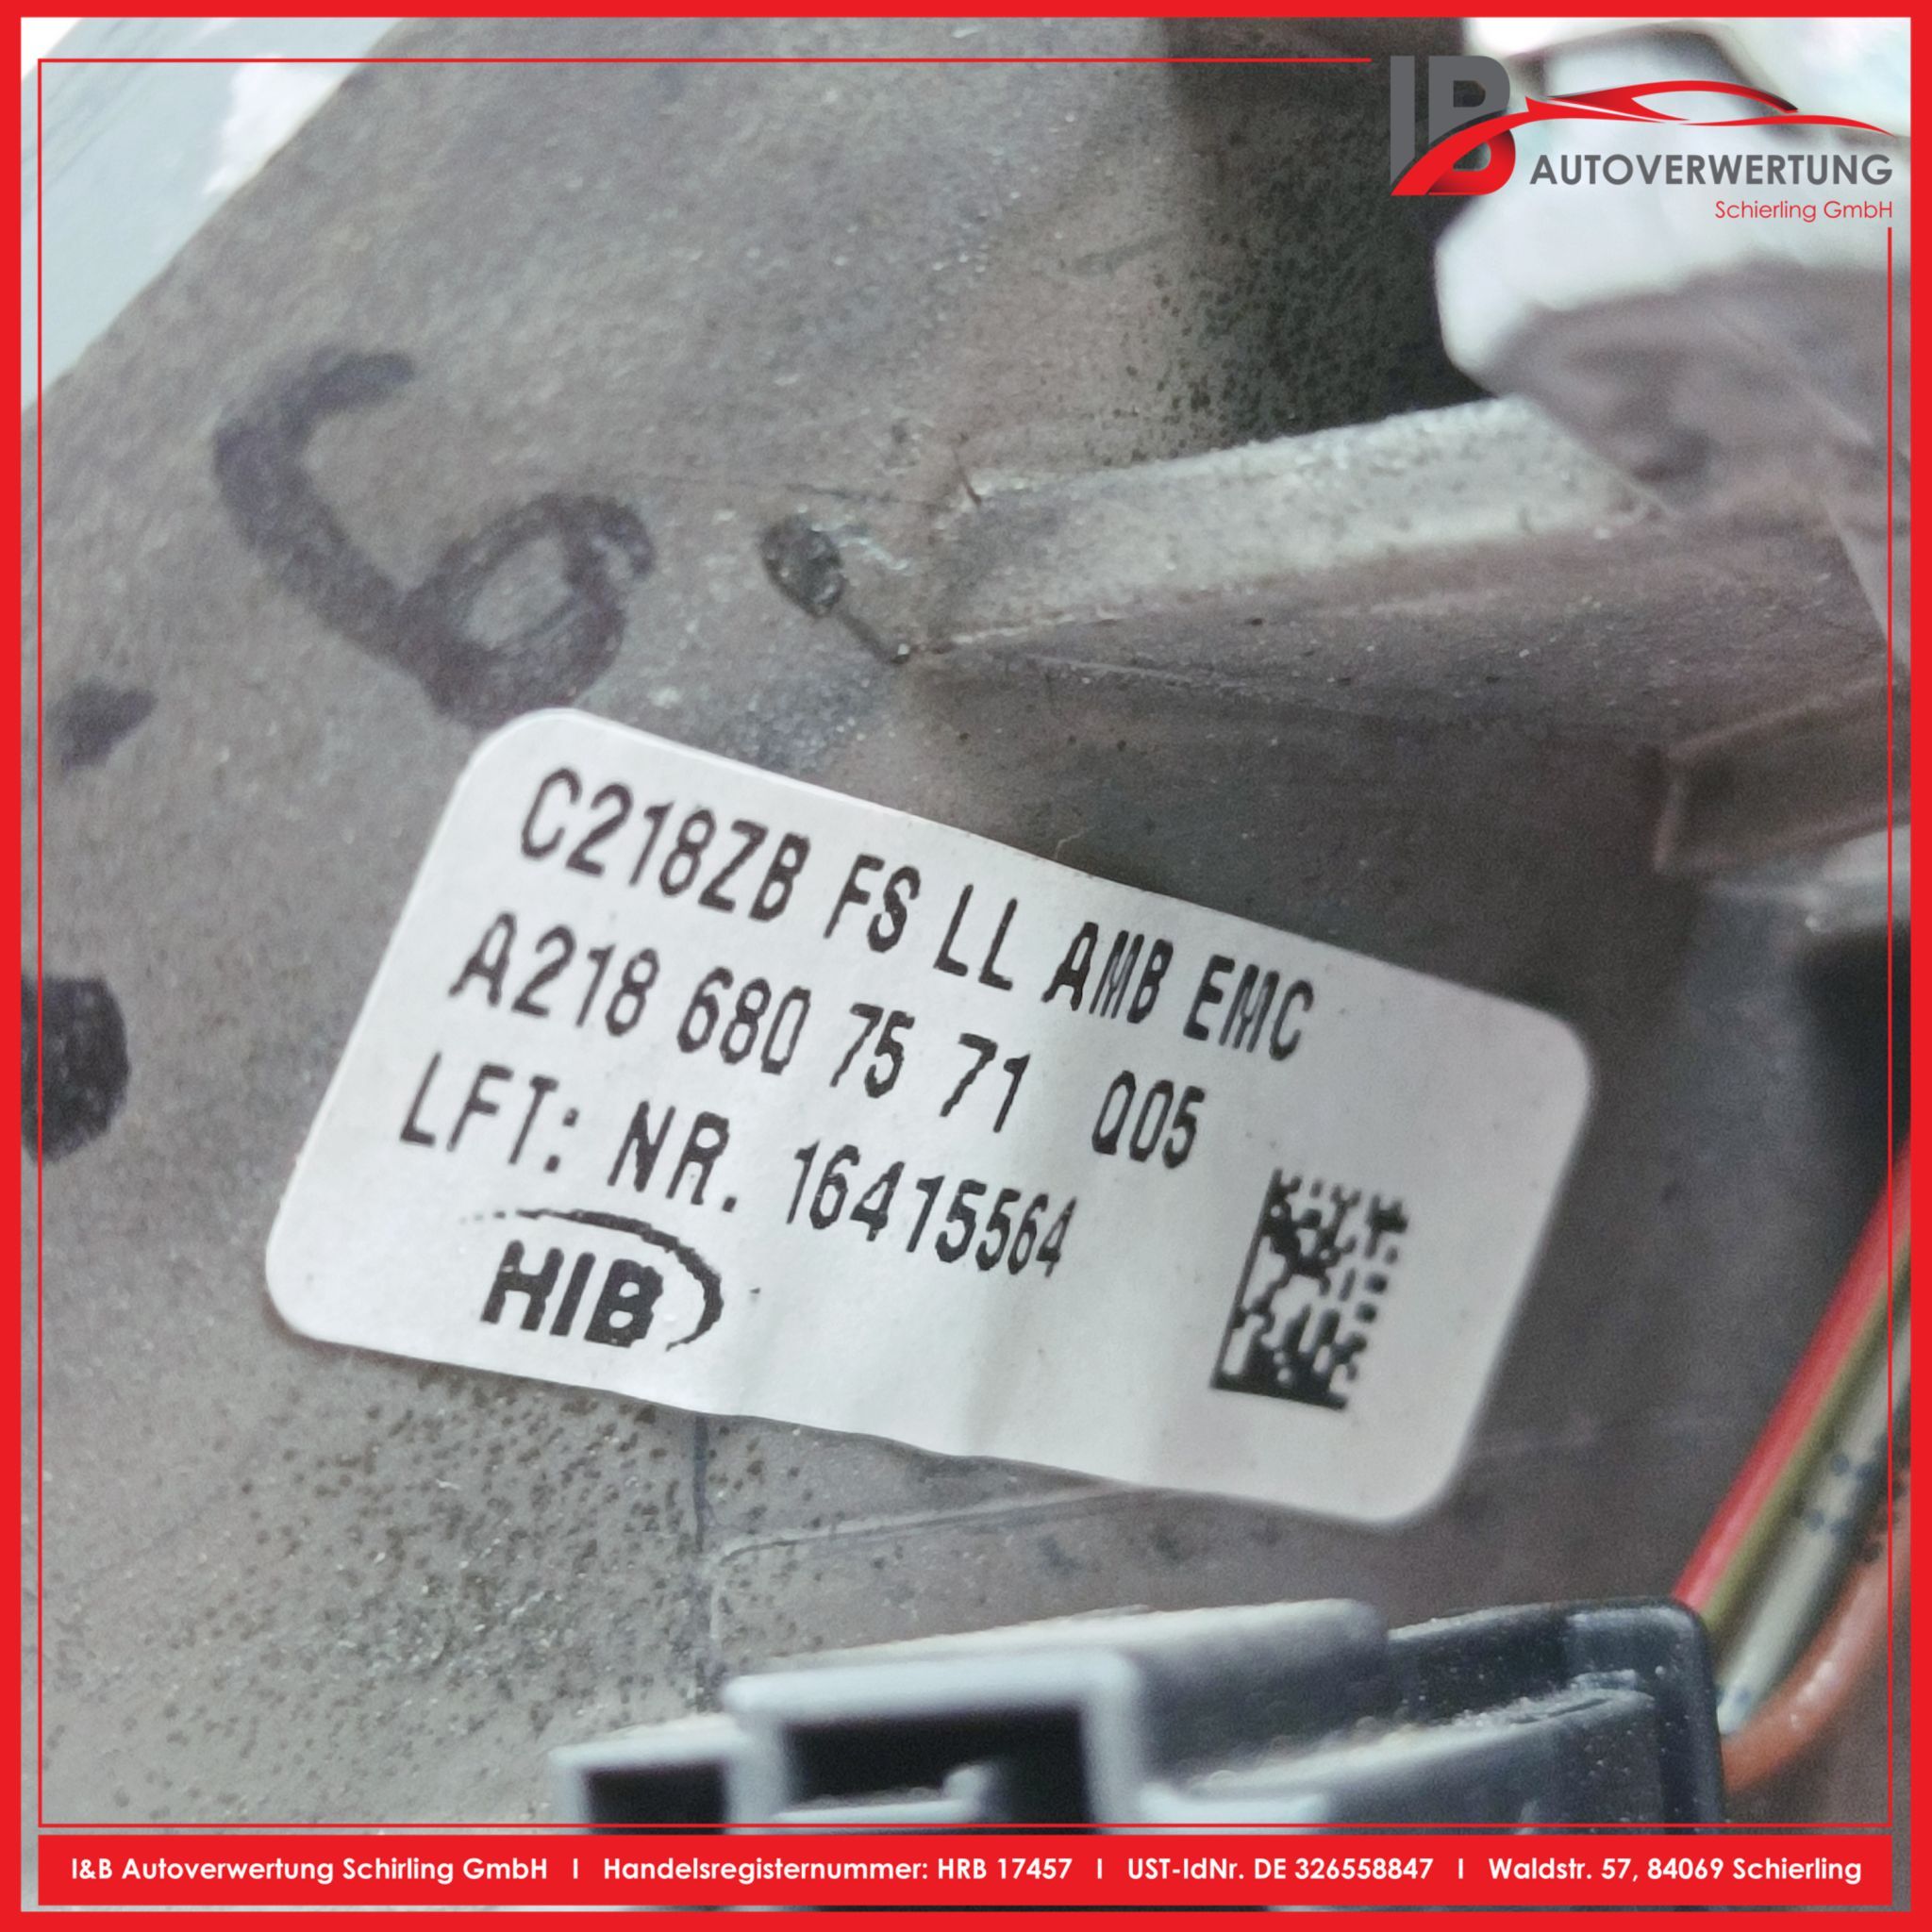 IB
AUTOVERWERTUNG
Schierling GmbH
6
C218ZB FS LL AMB EMC
A218 680 75 71 Q05
LFT: NR. 16415564
HIB
I&B Autoverwertung Schirling GmbH I Handelsregisternummer: HRB 17457 I UST-IdNr. DE 326558847 I Waldstr. 57, 84069 Schierling